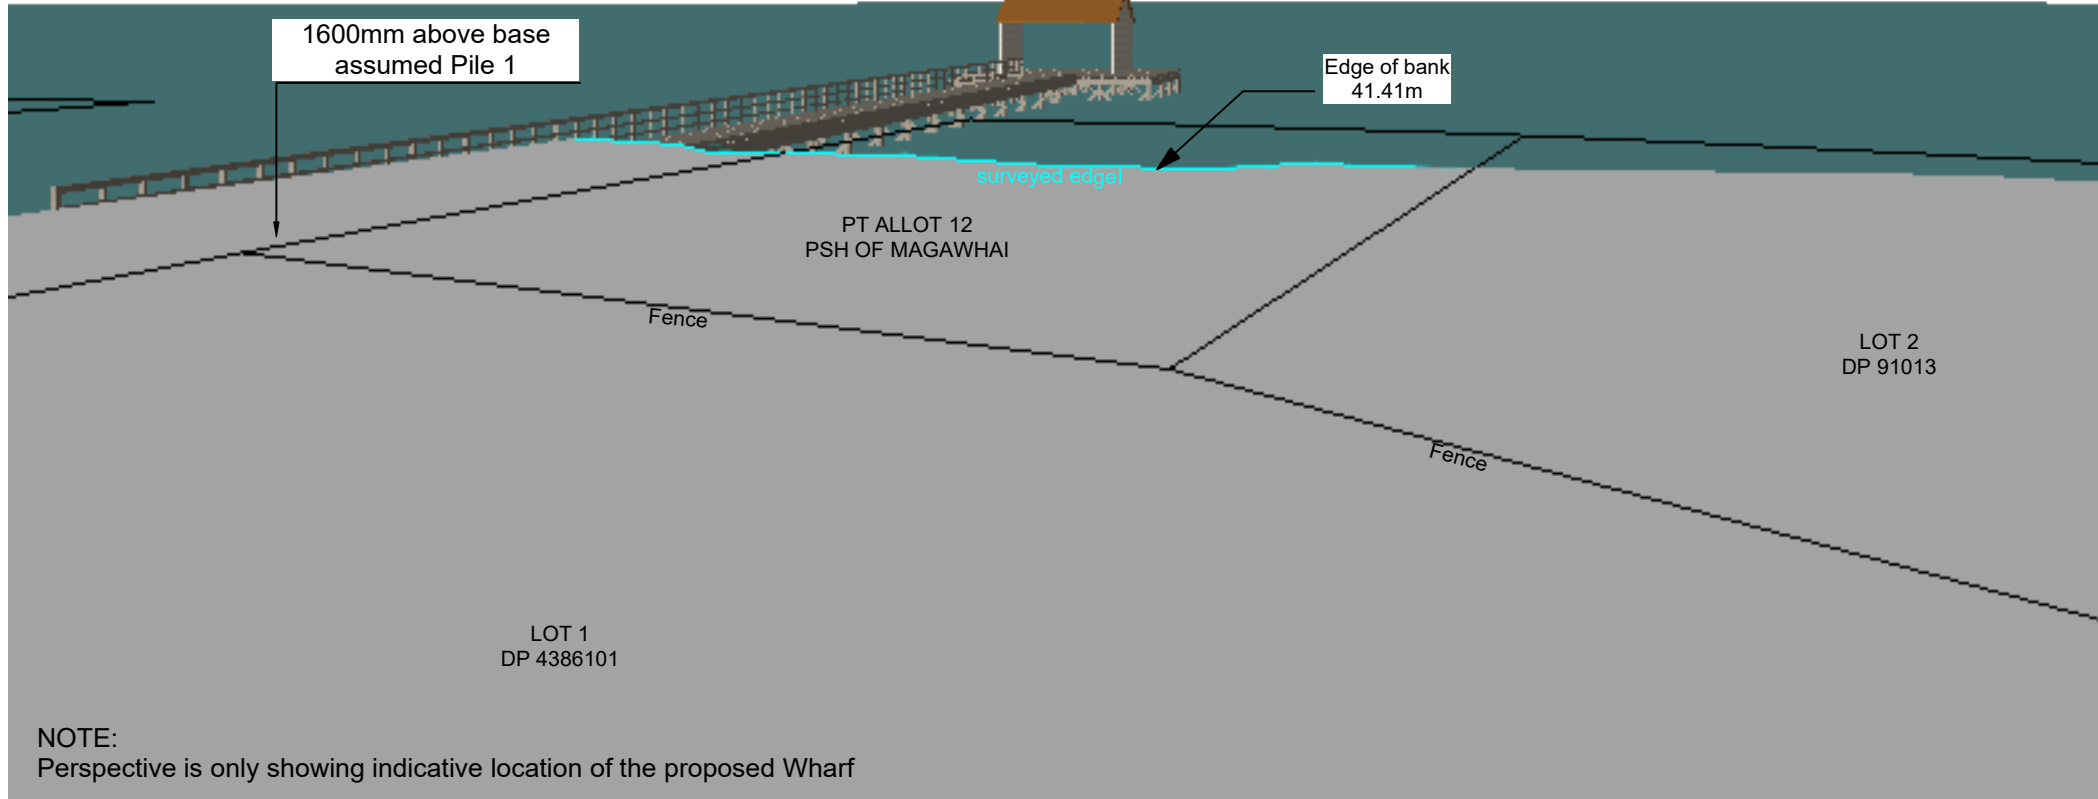 1600mm above base
assumed Pile 1
Edge of bank
41.41m
surveyed edgel
PT ALLOT 12
PSH OF MAGAWHAI
Fence
LOT 2
DP 91013
Fence
LOT 1
DP 4386101
NOTE:
Perspective is only showing indicative location of the proposed Wharf